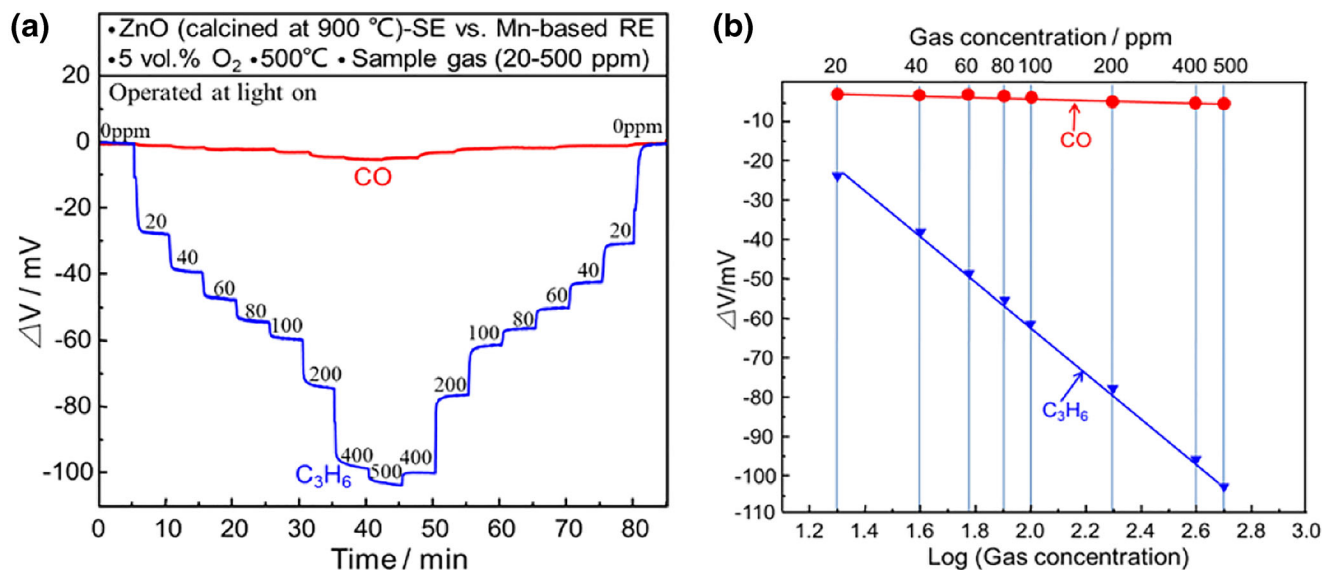 (a)
•ZnO (calcined at 900 ℃)-SE vs. Mn-based RE
•5 vol.% O₂ •500℃ • Sample gas (20-500 ppm)
Operated at light on
20
0
-20
-40
-60
-80
-100
△V / mV
0ppm
0ppm
CO
20
40
60
80
100
200
400
500
400
200
100
80
60
40
20
C₃H₆
0 10 20 30 40 50 60 70 80
Time / min
(b)
Gas concentration / ppm
20 40 60 80 100 200 400 500
-10
-20
-30
-40
-50
-60
-70
-80
-90
-100
-110
△V/mV
CO
C₃H₆
1.2 1.4 1.6 1.8 2.0 2.2 2.4 2.6 2.8 3.0
Log (Gas concentration)